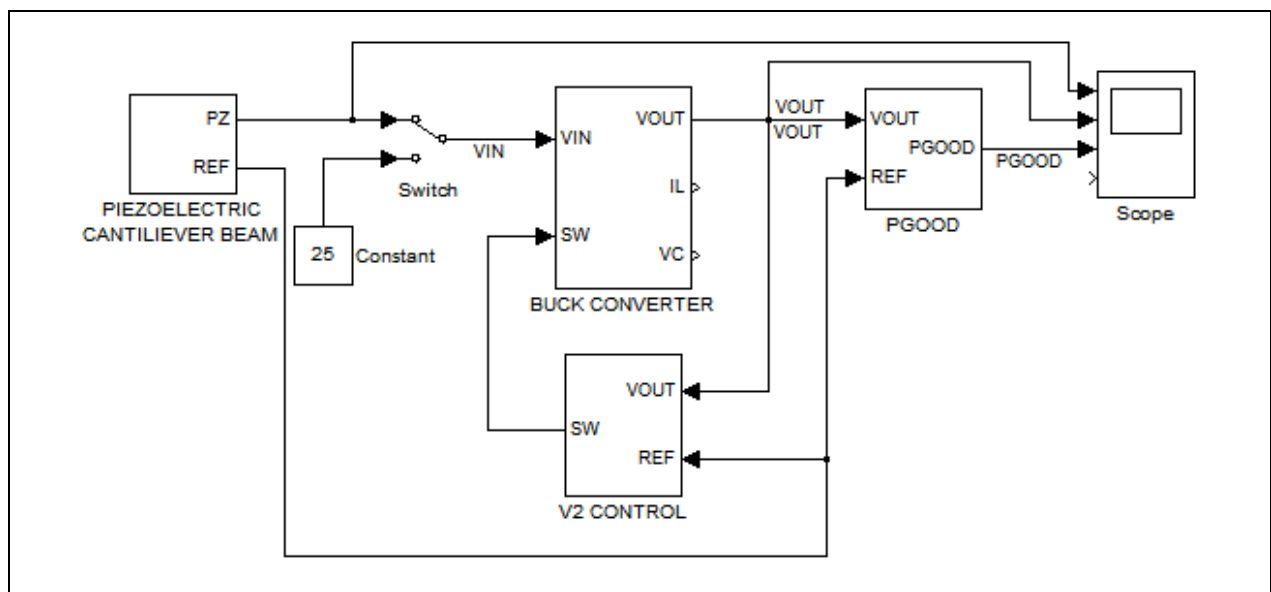 PZ
REF
PIEZOELECTRIC
CANTILIEVER BEAM
25
Constant
Switch
VIN
VIN
SW
VOUT
IL
VC
BUCK CONVERTER
VOUT
VOUT
VOUT
PGOOD
REF
PGOOD
PGOOD
Scope
VOUT
SW
REF
V2 CONTROL